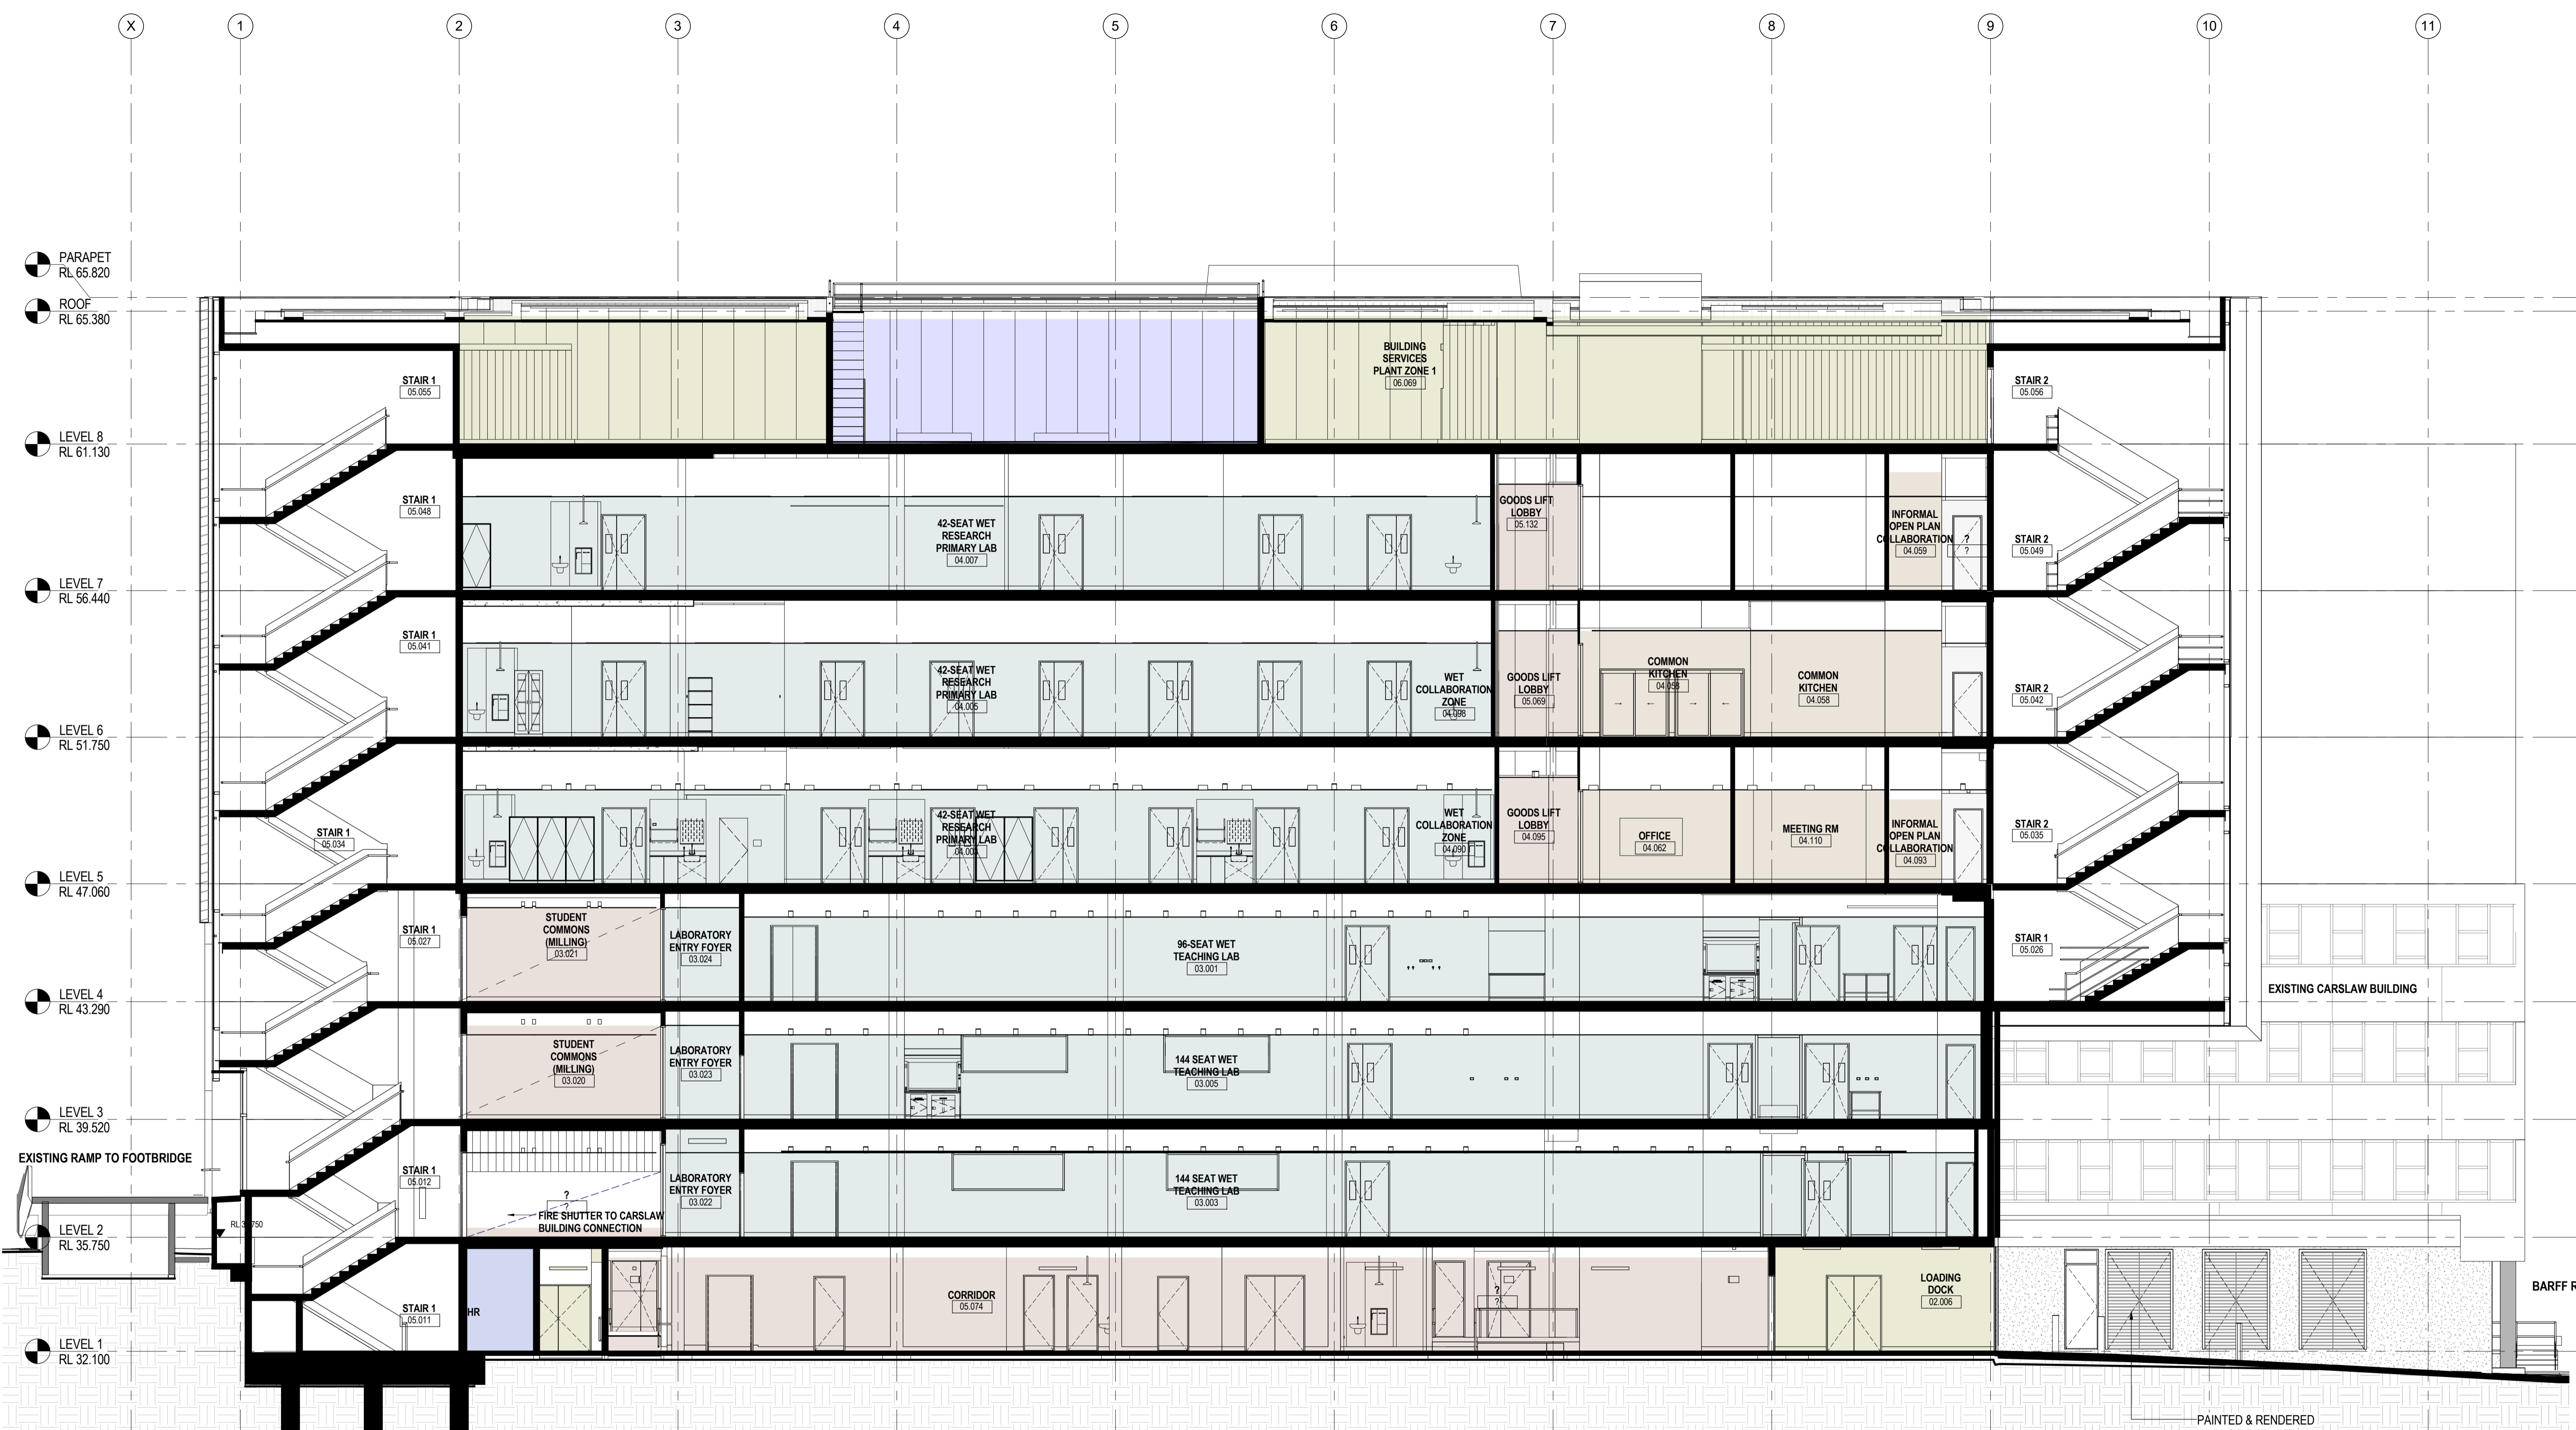 X
1
2
3
4
5
6
7
8
9
10
11
PARAPET
RL 65.820
ROOF
RL 65.380
BUILDING
SERVICES
PLANT ZONE 1
06.069
STAIR 1
05.055
STAIR 2
05.056
LEVEL 8
RL 61.130
STAIR 1
05.048
42-SEAT WET
RESEARCH
PRIMARY LAB
04.007
GOODS LIFT
LOBBY
05.132
INFORMAL
OPEN PLAN
COLLABORATION
04.059
?
?
STAIR 2
05.049
LEVEL 7
RL 56.440
STAIR 1
05.041
42-SEAT WET
RESEARCH
PRIMARY LAB
04.005
WET
COLLABORATION
ZONE
04.098
GOODS LIFT
LOBBY
05.069
COMMON
KITCHEN
04.058
COMMON
KITCHEN
04.058
STAIR 2
05.042
LEVEL 6
RL 51.750
STAIR 1
05.034
42-SEAT WET
RESEARCH
PRIMARY LAB
WET
COLLABORATION
ZONE
04.090
GOODS LIFT
LOBBY
04.095
OFFICE
04.062
MEETING RM
04.110
INFORMAL
OPEN PLAN
COLLABORATION
04.093
STAIR 2
05.035
LEVEL 5
RL 47.060
STAIR 1
05.027
STUDENT
COMMONS
(MILLING)
03.021
LABORATORY
ENTRY FOYER
03.024
96-SEAT WET
TEACHING LAB
03.001
STAIR 1
05.026
EXISTING CARSLAW BUILDING
LEVEL 4
RL 43.290
STUDENT
COMMONS
(MILLING)
03.020
LABORATORY
ENTRY FOYER
03.023
144 SEAT WET
TEACHING LAB
03.005
LEVEL 3
RL 39.520
EXISTING RAMP TO FOOTBRIDGE
STAIR 1
05.012
?
?
FIRE SHUTTER TO CARSLAW
BUILDING CONNECTION
LABORATORY
ENTRY FOYER
03.022
144 SEAT WET
TEACHING LAB
03.003
LEVEL 2
RL 35.750
STAIR 1
05.011
HR
CORRIDOR
05.074
?
?
LOADING
DOCK
02.006
BARFF R
LEVEL 1
RL 32.100
PAINTED & RENDERED